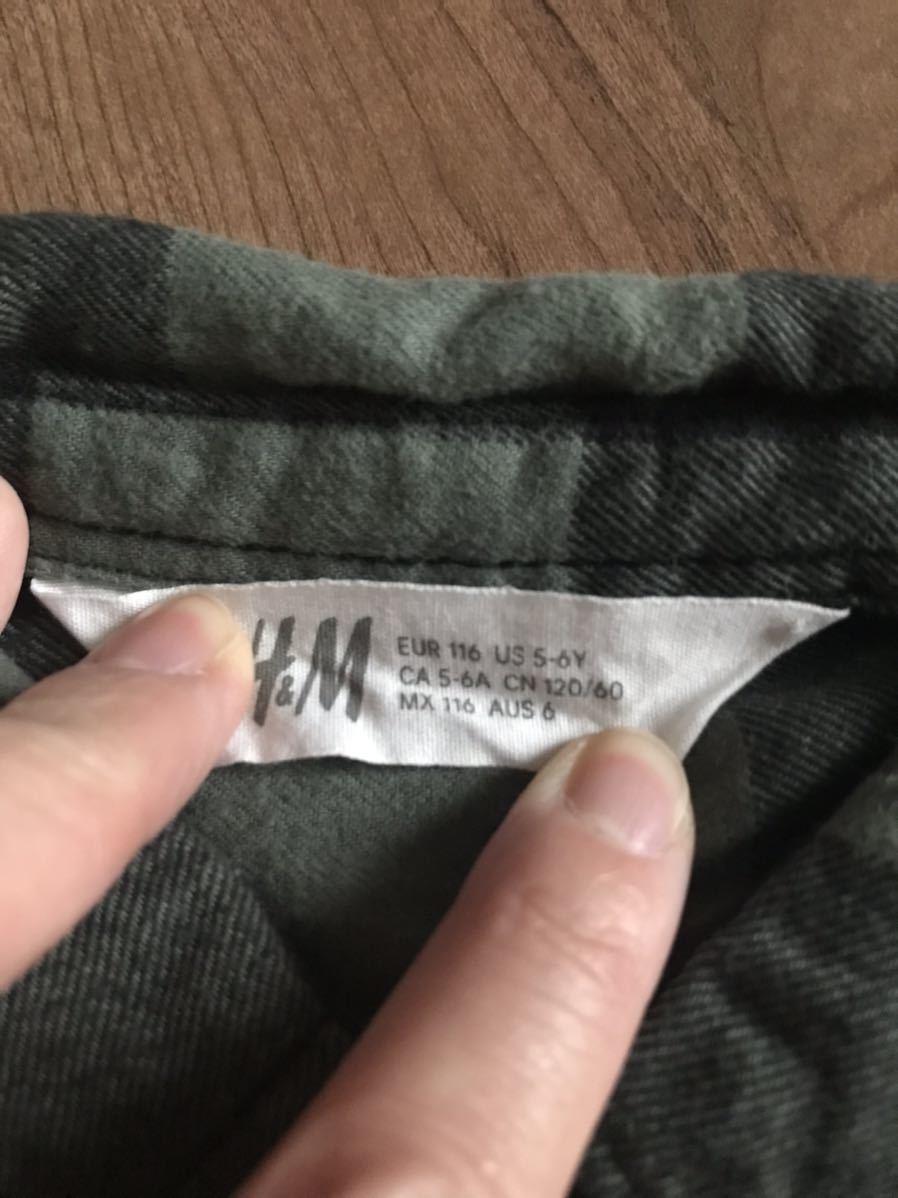 H&M
EUR 116 US 5-6Y
CA 5-6A CN 120/60
MX 116 AUS 6